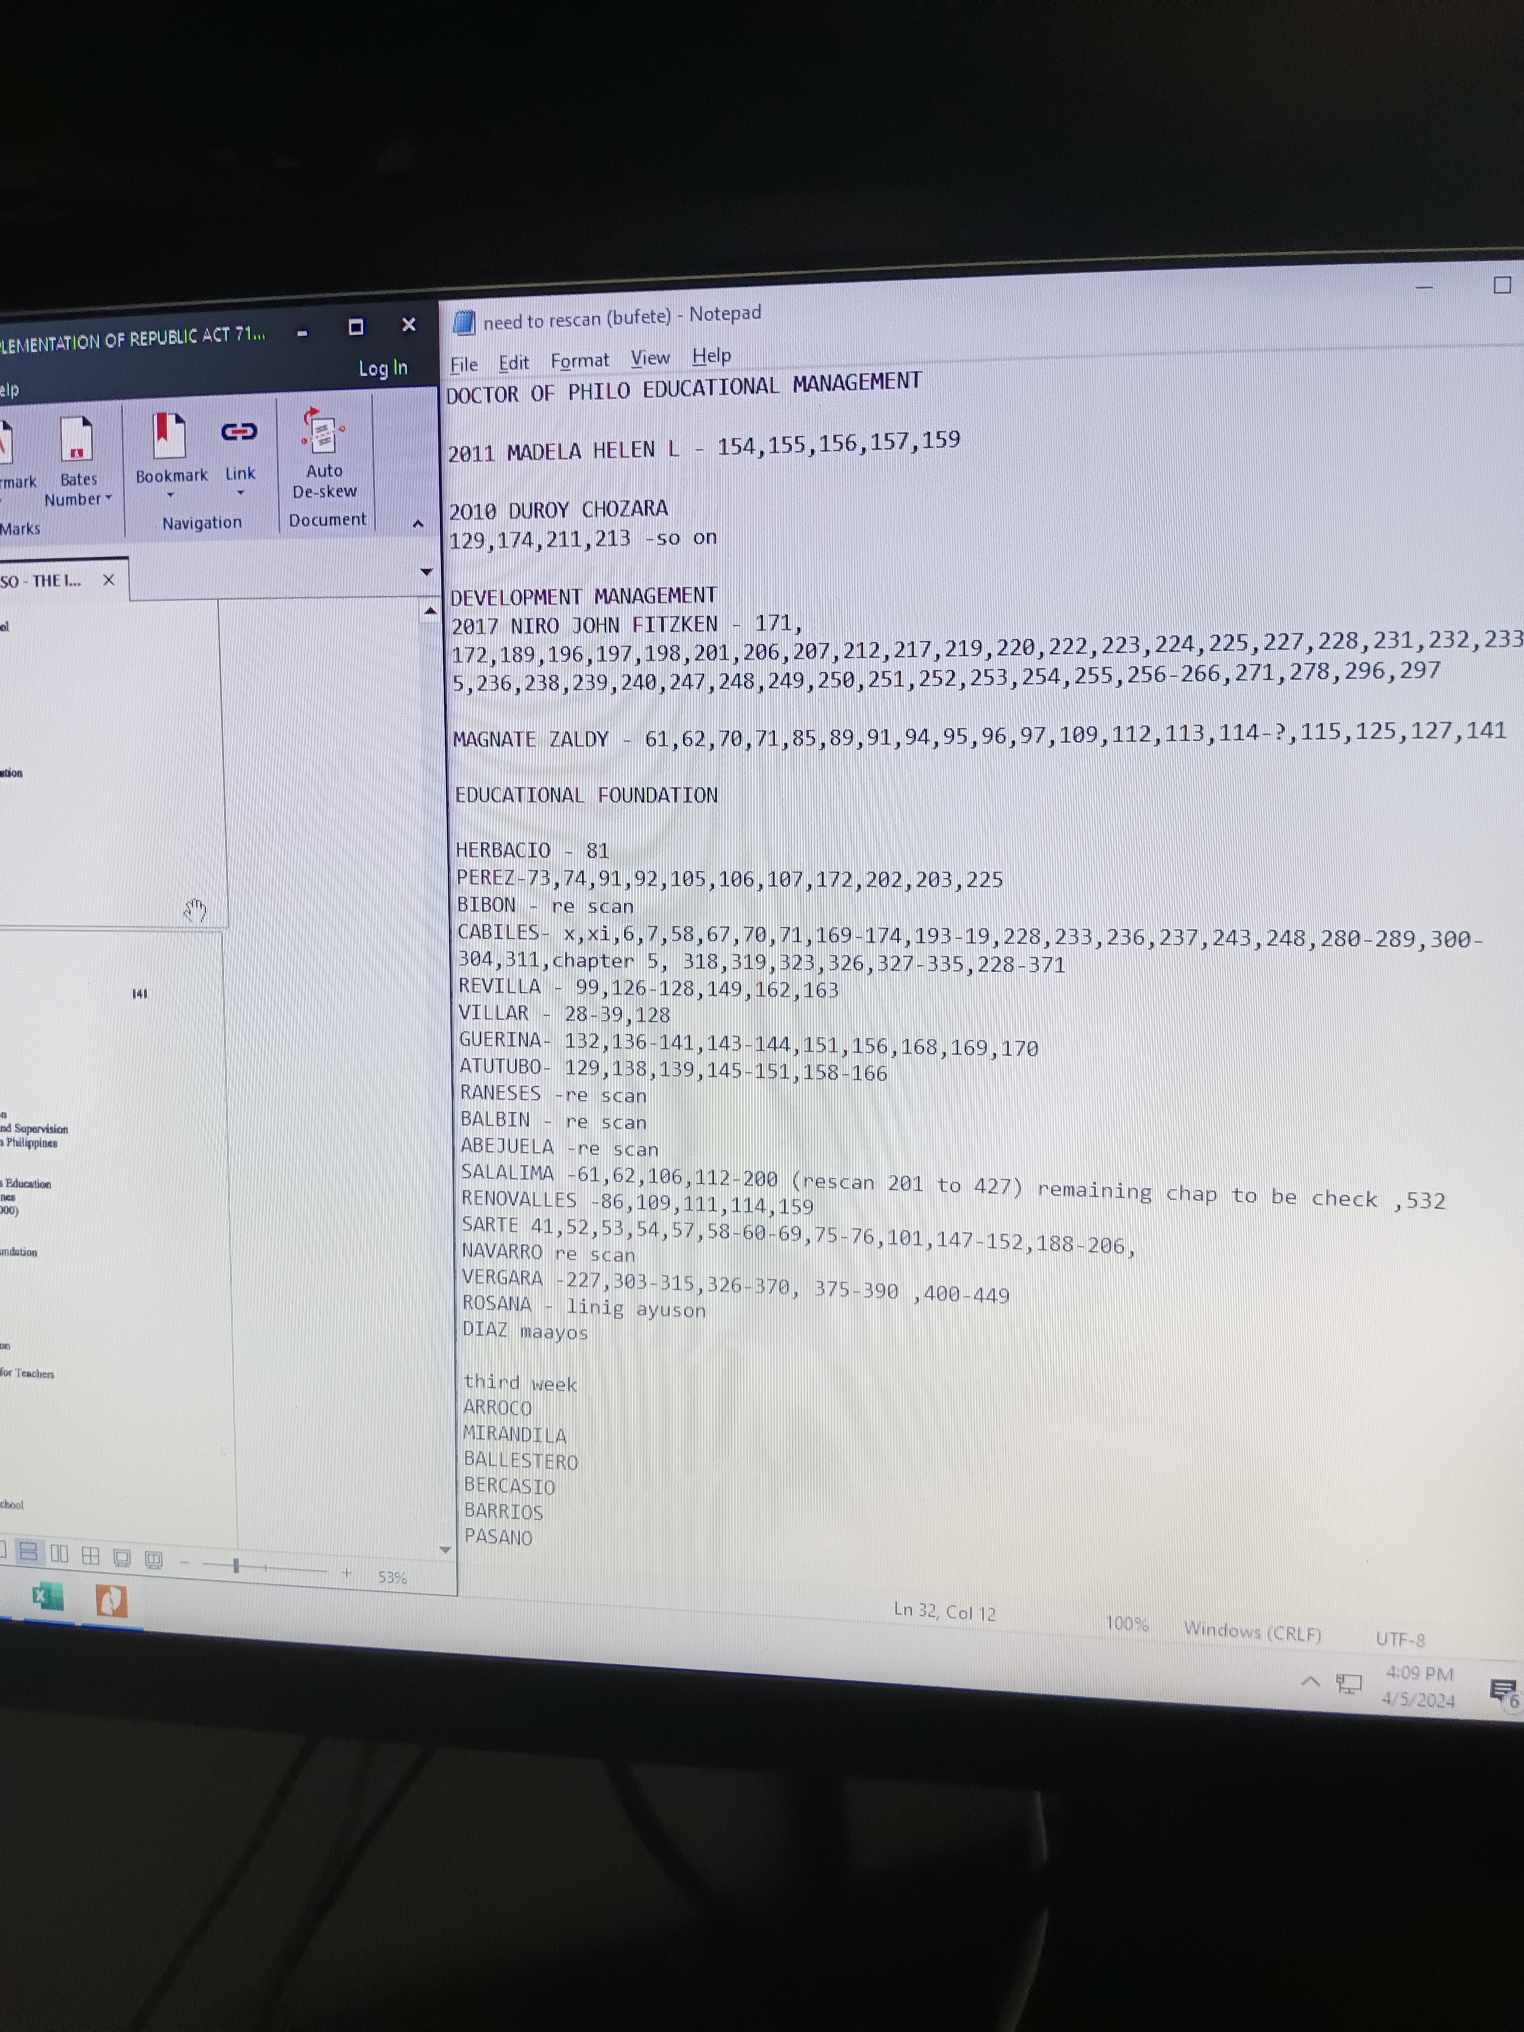 LEMENTATION OF REPUBLIC ACT 71...
Log In
elp
mark
Bates
Number
Marks
Bookmark
Link
Navigation
Auto
De-skew
Document
SO - THE I...
141
nd Supervision
Philippines
Education
for Teachers
53%
need to rescan (bufete) - Notepad
File Edit Format View Help
DOCTOR OF PHILO EDUCATIONAL MANAGEMENT
2011 MADELA HELEN L - 154,155,156,157,159
2010 DUROY CHOZARA
129,174,211,213 -so on
DEVELOPMENT MANAGEMENT
2017 NIRO JOHN FITZKEN - 171,
172,189,196,197,198,201,206,207,212,217,219,220,222,223,224,225,227,228,231,232,233
5,236,238,239,240,247,248,249,250,251,252,253,254,255,256-266,271,278,296,297
MAGNATE ZALDY - 61,62,70,71,85,89,91,94,95,96,97,109,112,113,114-?,115,125,127,141
EDUCATIONAL FOUNDATION
HERBACIO - 81
PEREZ-73,74,91,92,105,106,107,172,202,203,225
BIBON - re scan
CABILES- x,xi,6,7,58,67,70,71,169-174,193-19,228,233,236,237,243,248,280-289,300-
304,311,chapter 5, 318,319,323,326,327-335,228-371
REVILLA - 99,126-128,149,162,163
VILLAR - 28-39,128
GUERINA- 132,136-141,143-144,151,156,168,169,170
ATUTUBO- 129,138,139,145-151,158-166
RANESES -re scan
BALBIN - re scan
ABEJUELA -re scan
SALALIMA -61,62,106,112-200 (rescan 201 to 427) remaining chap to be check ,532
RENOVALLES -86,109,111,114,159
SARTE 41,52,53,54,57,58-60-69,75-76,101,147-152,188-206,
NAVARRO re scan
VERGARA -227,303-315,326-370, 375-390 ,400-449
ROSANA - linig ayuson
DIAZ maayos
third week
ARROCO
MIRANDILA
BALLESTERO
BERCASIO
BARRIOS
PASANO
Ln 32, Col 12
100%
Windows (CRLF)
UTF-8
4:09 PM
4/5/2024
6